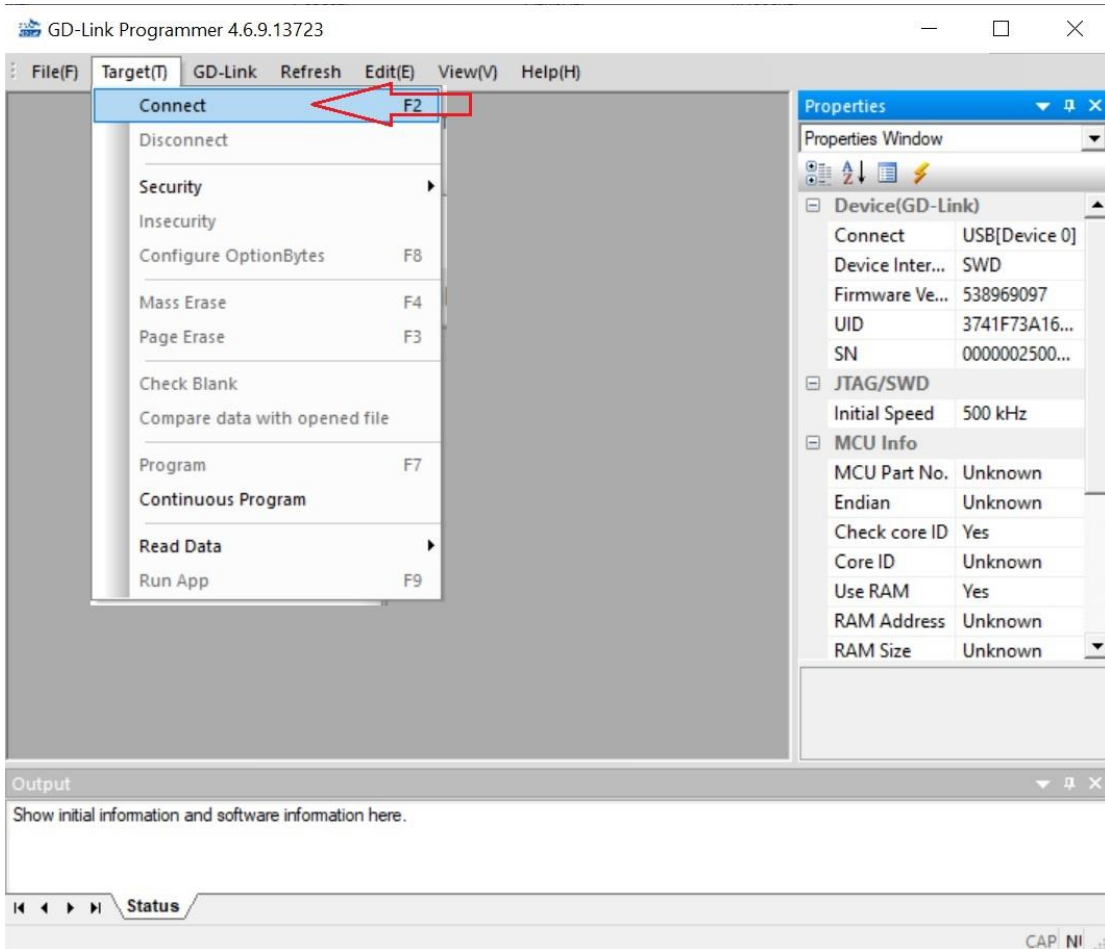 GD-Link Programmer 4.6.9.13723
File(F) Target(T) GD-Link Refresh Edit(E) View(V) Help(H)
Connect F2
Disconnect
Security
Insecurity
Configure OptionBytes F8
Mass Erase F4
Page Erase F3
Check Blank
Compare data with opened file
Program F7
Continuous Program
Read Data
Run App F9
Properties
Properties Window
Device(GD-Link)
Connect USB[Device 0]
Device Inter... SWD
Firmware Ve... 538969097
UID 3741F73A16...
SN 0000002500...
JTAG/SWD
Initial Speed 500 kHz
MCU Info
MCU Part No. Unknown
Endian Unknown
Check core ID Yes
Core ID Unknown
Use RAM Yes
RAM Address Unknown
RAM Size Unknown
Output
Show initial information and software information here.
Status
CAP